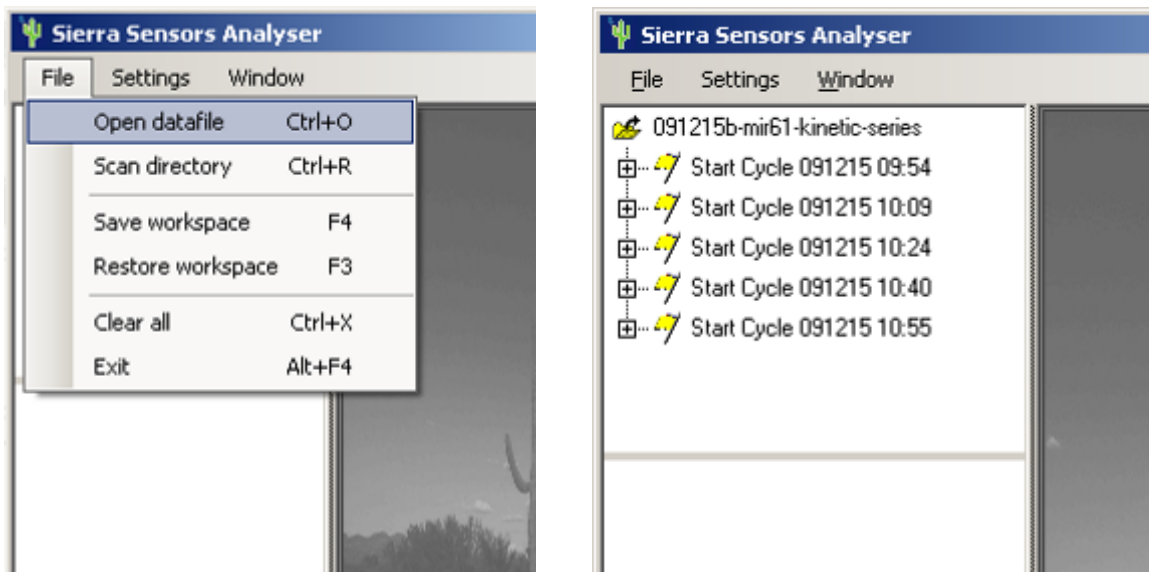 Sierra Sensors Analyser
File Settings Window
Open datafile Ctrl+O
Scan directory Ctrl+R
Save workspace F4
Restore workspace F3
Clear all Ctrl+X
Exit Alt+F4
Sierra Sensors Analyser
File Settings Window
091215b-mir61-kinetic-series
Start Cycle 091215 09:54
Start Cycle 091215 10:09
Start Cycle 091215 10:24
Start Cycle 091215 10:40
Start Cycle 091215 10:55